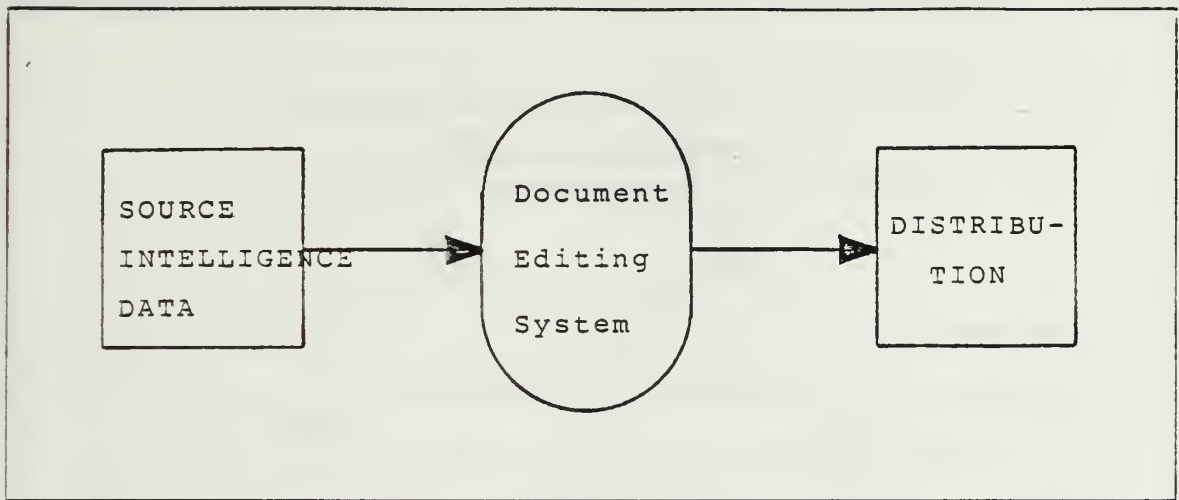 SOURCE
INTELLIGENCE
DATA
Document
Editing
System
DISTRIBU-
TION